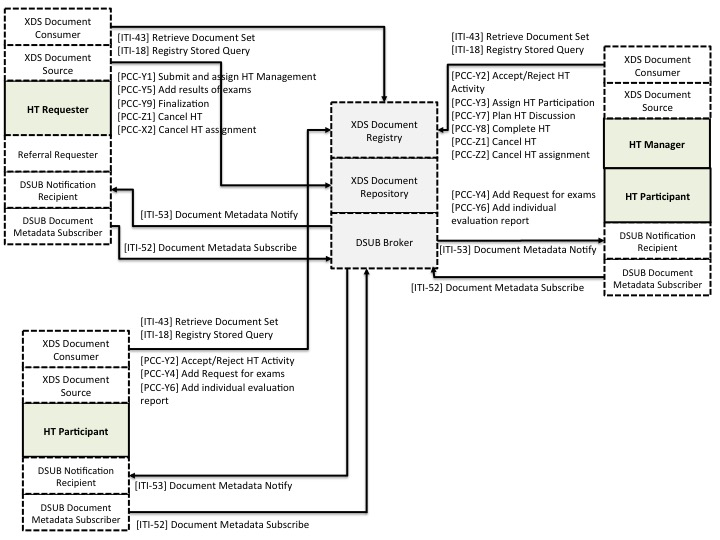 XDS Document
Consumer
XDS Document
Source
HT Requester
Referral Requester
DSUB Notification
Recipient
DSUB Document
Metadata Subscriber
[ITI-43] Retrieve Document Set
[ITI-18] Registry Stored Query
[PCC-Y1] Submit and assign HT Management
[PCC-Y5] Add results of exams
[PCC-Y9] Finalization
[PCC-Z1] Cancel HT
[PCC-X2] Cancel HT assignment
[ITI-53] Document Metadata Notify
[ITI-52] Document Metadata Subscribe
XDS Document
Registry
XDS Document
Repository
DSUB Broker
[ITI-43] Retrieve Document Set
[ITI-18] Registry Stored Query
[PCC-Y2] Accept/Reject HT
Activity
[PCC-Y3] Assign HT Participation
[PCC-Y7] Plan HT Discussion
[PCC-Y8] Complete HT
[PCC-Z1] Cancel HT
[PCC-Z2] Cancel HT assignment
[PCC-Y4] Add Request for exams
[PCC-Y6] Add individual
evaluation report
[ITI-53] Document Metadata Notify
[ITI-52] Document Metadata Subscribe
XDS Document
Consumer
XDS Document
Source
HT Manager
HT Participant
DSUB Notification
Recipient
DSUB Document
Metadata Subscriber
XDS Document
Consumer
XDS Document
Source
HT Participant
DSUB Notification
Recipient
DSUB Document
Metadata Subscriber
[ITI-43] Retrieve Document Set
[ITI-18] Registry Stored Query
[PCC-Y2] Accept/Reject HT Activity
[PCC-Y4] Add Request for exams
[PCC-Y6] Add individual evaluation
report
[ITI-53] Document Metadata Notify
[ITI-52] Document Metadata Subscribe